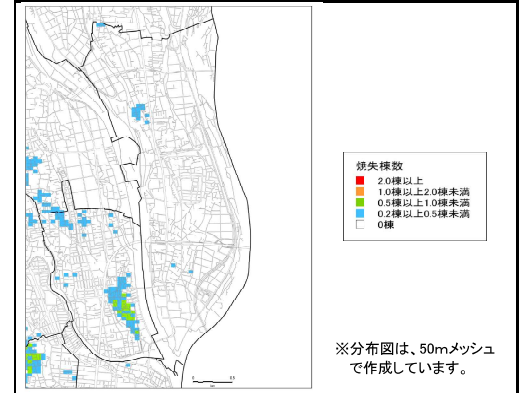 焼失棟数
2.0棟以上
1.0棟以上2.0棟未満
0.5棟以上1.0棟未満
0.2棟以上0.5棟未満
0棟
※分布図は、50mメッシュ
で作成しています。